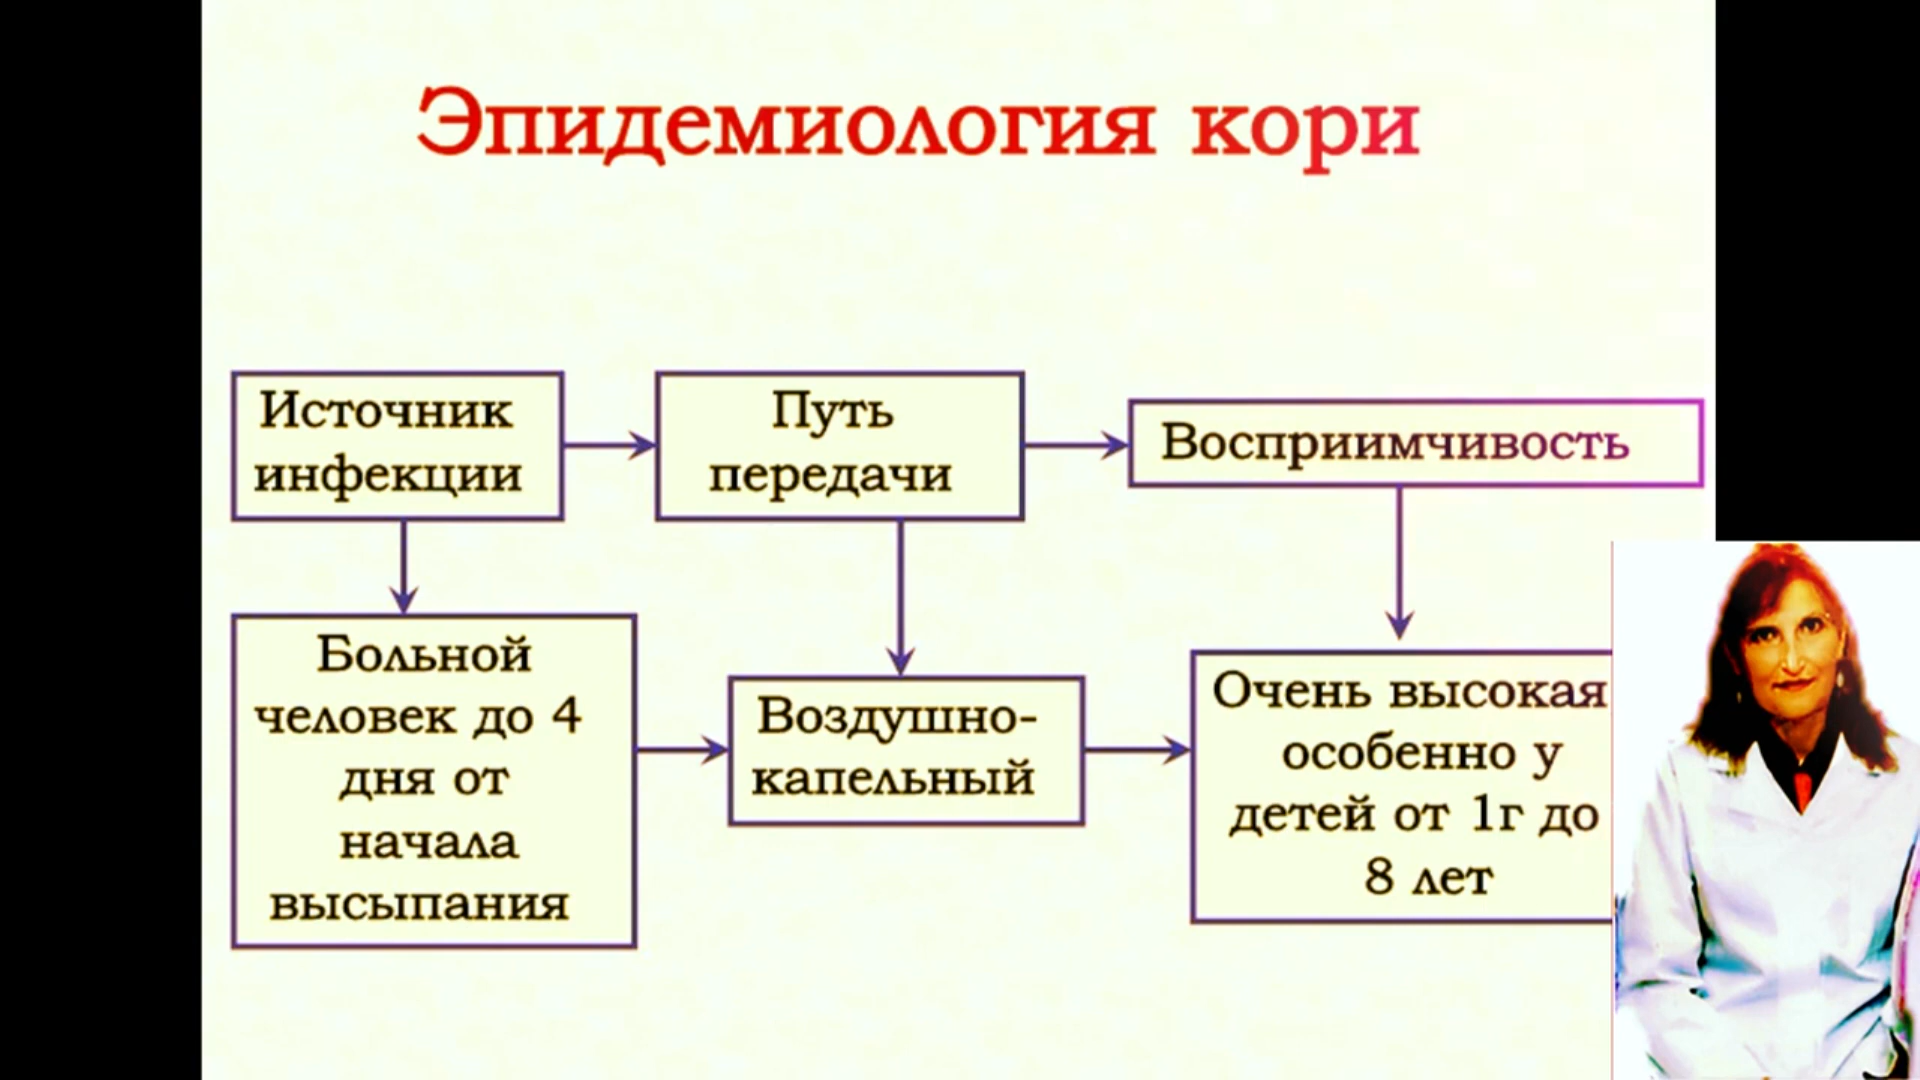 Эпидемиология кори
Источник
инфекции
Путь
передачи
Восприимчивость
Больной
человек до 4
дня от
начала
высыпания
Воздушно-
капельный
Очень высокая
особенно у
детей от 1г до
8 лет